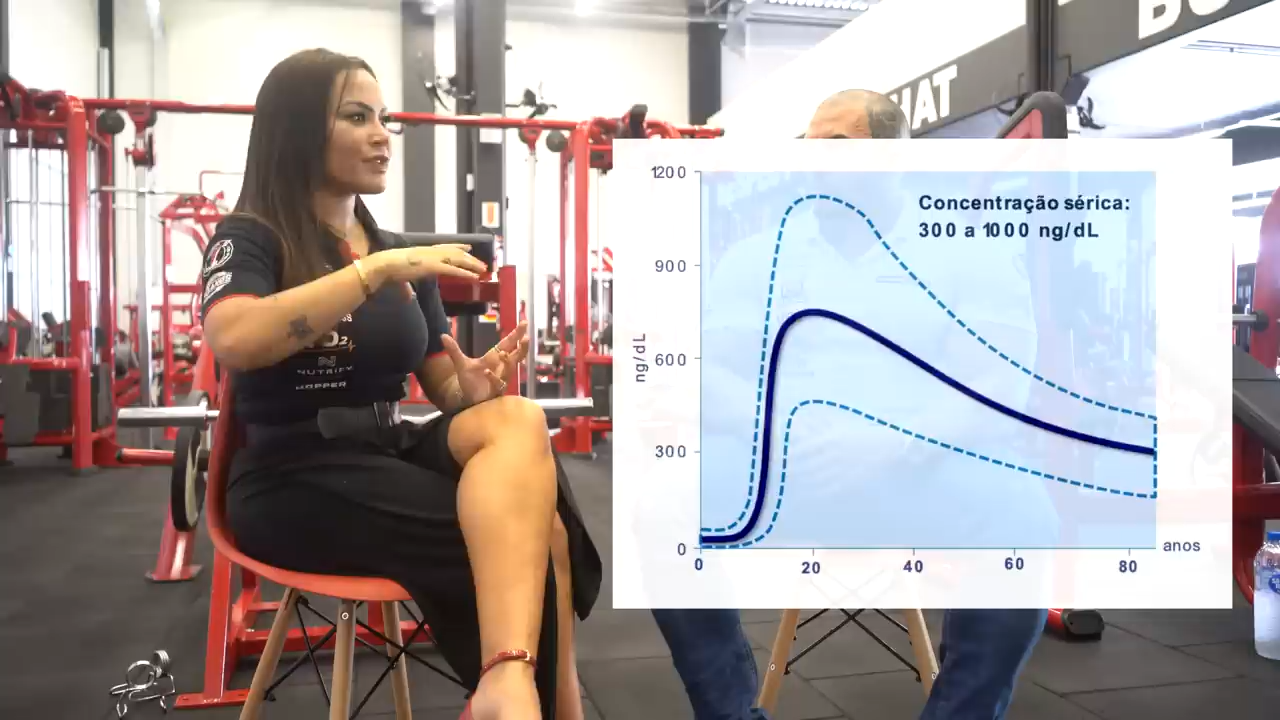 HAT
BO
NUTRIFY
HOPPER
1200
900
600
300
0
ng/dL
Concentração sérica:
300 a 1000 ng/dL
0
20
40
60
80
anos